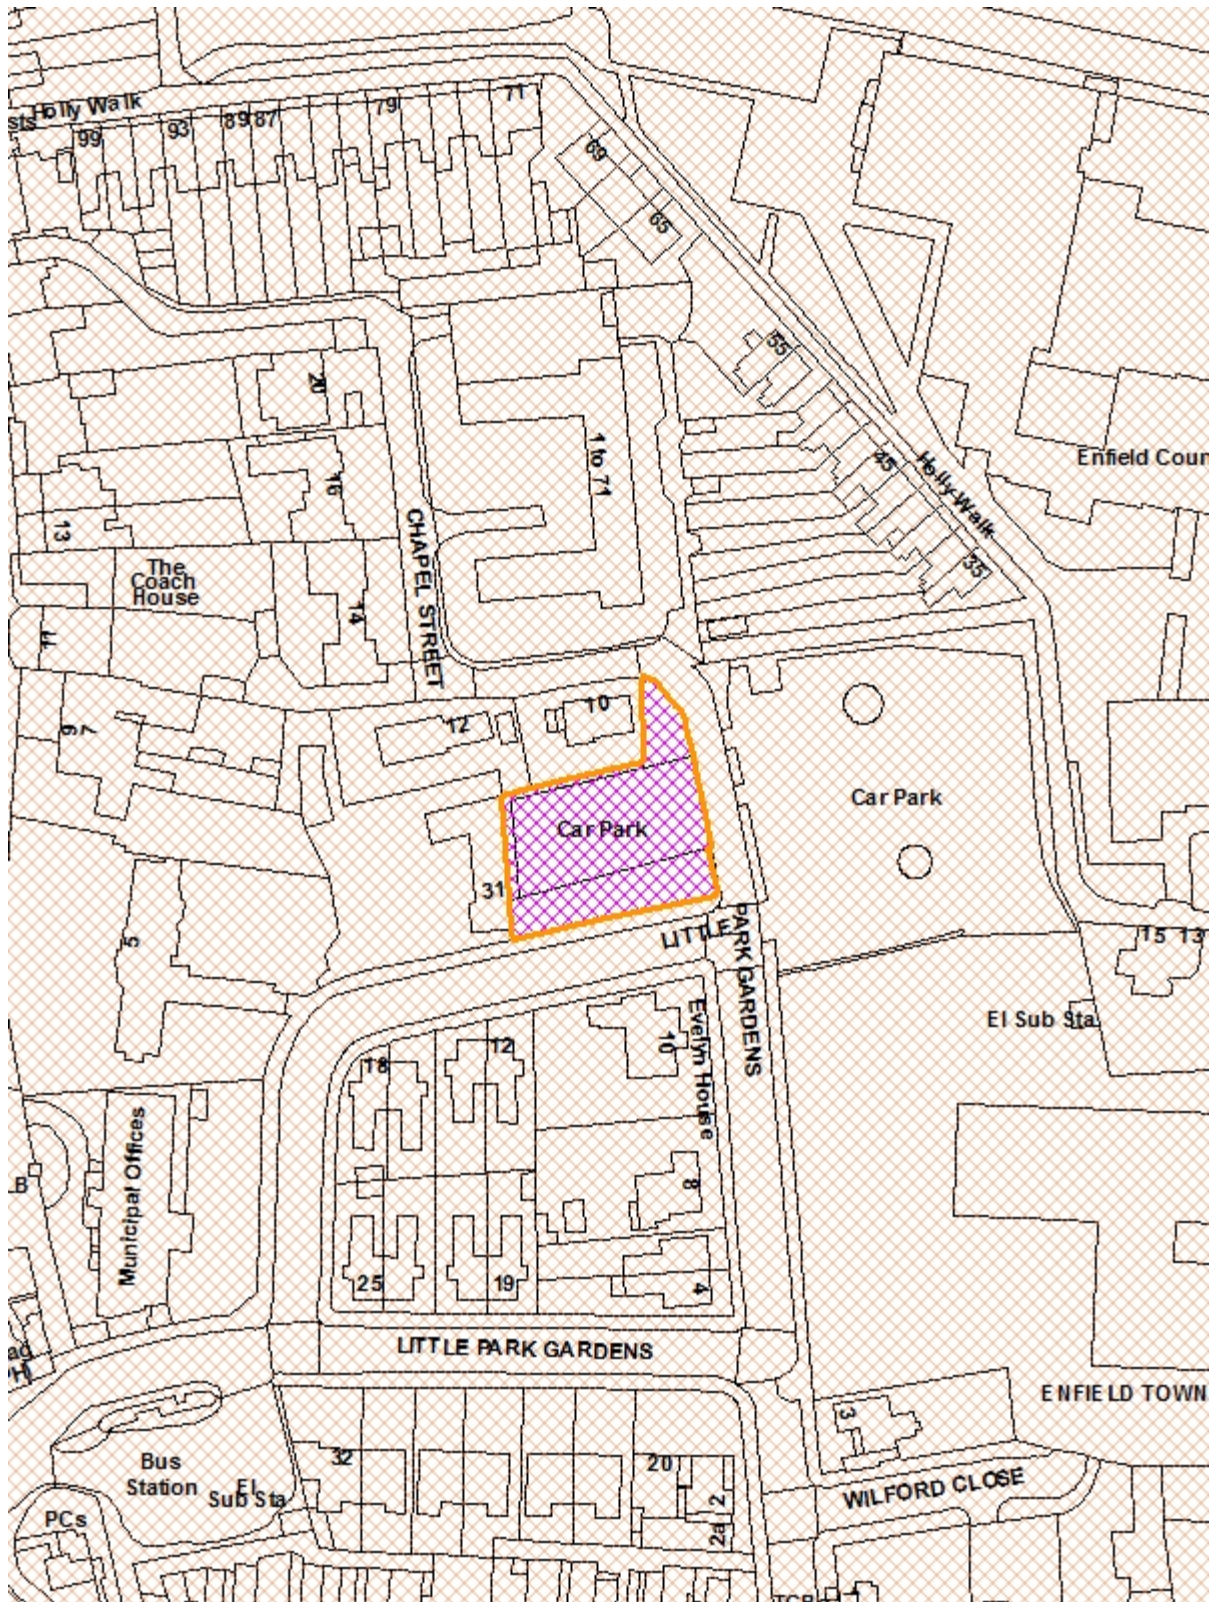 Holly Walk
sts
99
93
89 87
79
71
69
65
55
20
1 to 71
45
Enfield Coun
Holly Walk
16
13
CHAPEL STREET
The
Coach
House
35
14
11
10
12
6
7
Car Park
Car Park
31
5
LITTLE
PARK GARDENS
15 13
El Sub Sta
Evelyn House
10
12
18
Municipal Offices
LB
8
25
19
4
LITTLE PARK GARDENS
ENFIELD TOWN
3
Bus
Station
El
Sub Sta
32
20
WILFORD CLOSE
2
2a
PCs